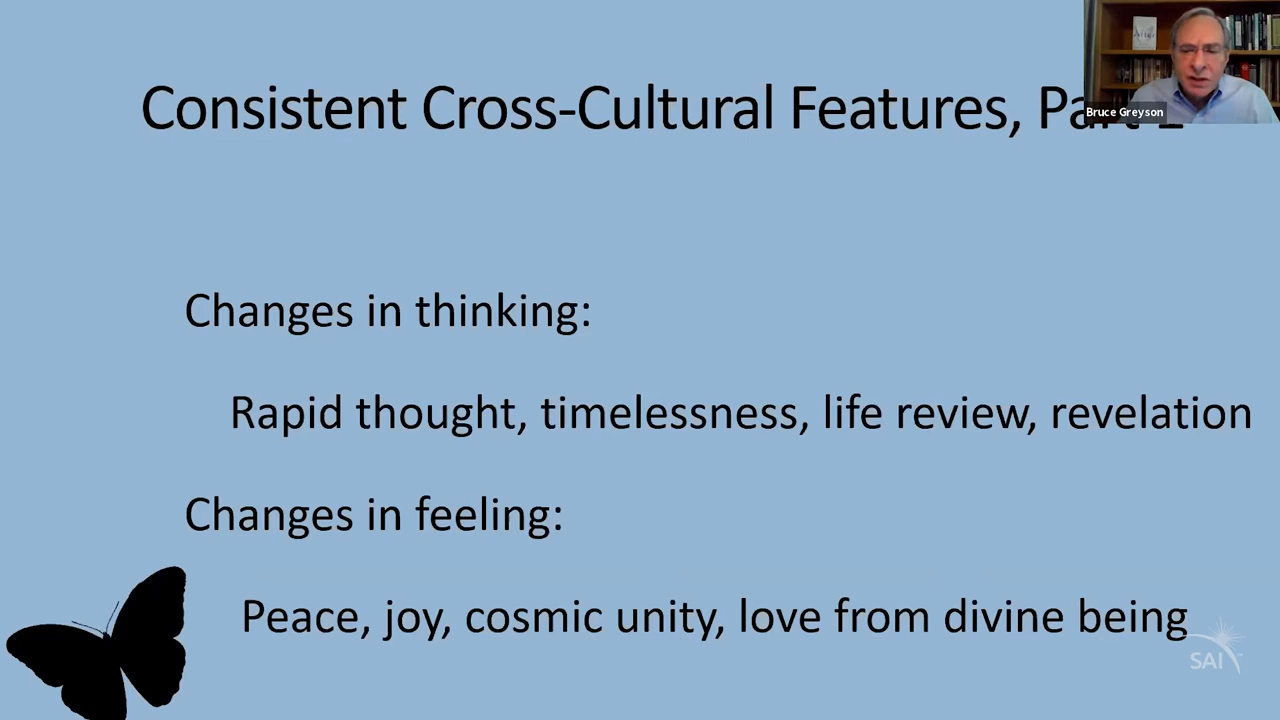 Consistent Cross-Cultural Features,
Bruce Greyson
Changes in thinking:
Rapid thought, timelessness, life review, revelation
Changes in feeling:
Peace, joy, cosmic unity, love from divine being
SAI